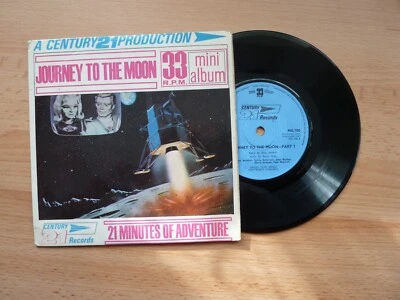 A CENTURY 21 PRODUCTION
JOURNEY TO THE MOON
33
R.P.M.
mini
album
CENTURY
21
Records
21 MINUTES OF ADVENTURE
33
CENTURY
21
Records
TO THE MOON—PART 1